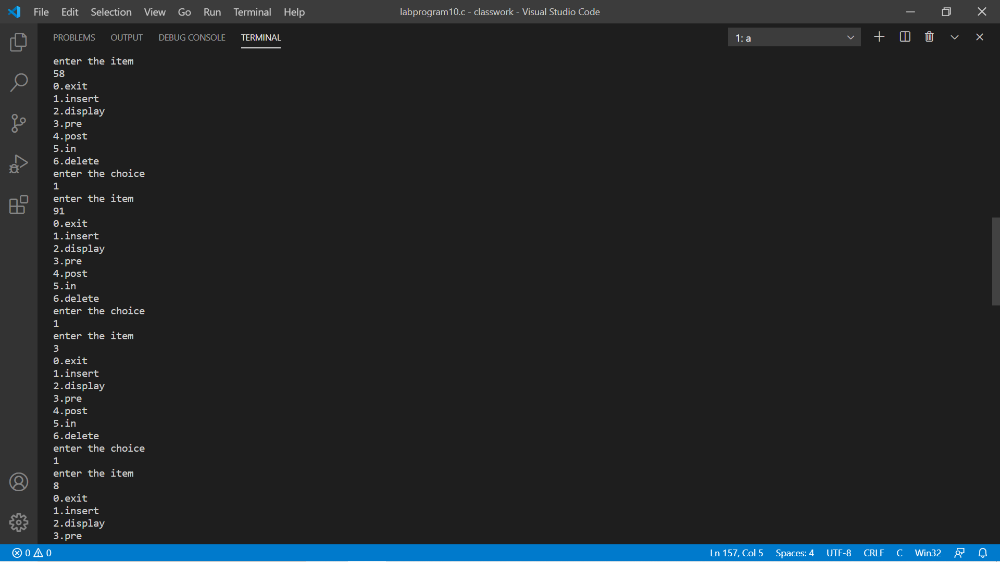 File Edit Selection View Go Run Terminal Help labprogram10.c - classwork - Visual Studio Code
PROBLEMS OUTPUT DEBUG CONSOLE TERMINAL 1: a
enter the item
58
0.exit
1.insert
2.display
3.pre
4.post
5.in
6.delete
enter the choice
1
enter the item
91
0.exit
1.insert
2.display
3.pre
4.post
5.in
6.delete
enter the choice
1
enter the item
3
0.exit
1.insert
2.display
3.pre
4.post
5.in
6.delete
enter the choice
1
enter the item
8
0.exit
1.insert
2.display
3.pre
0 0 Ln 157, Col 5 Spaces: 4 UTF-8 CRLF C Win32